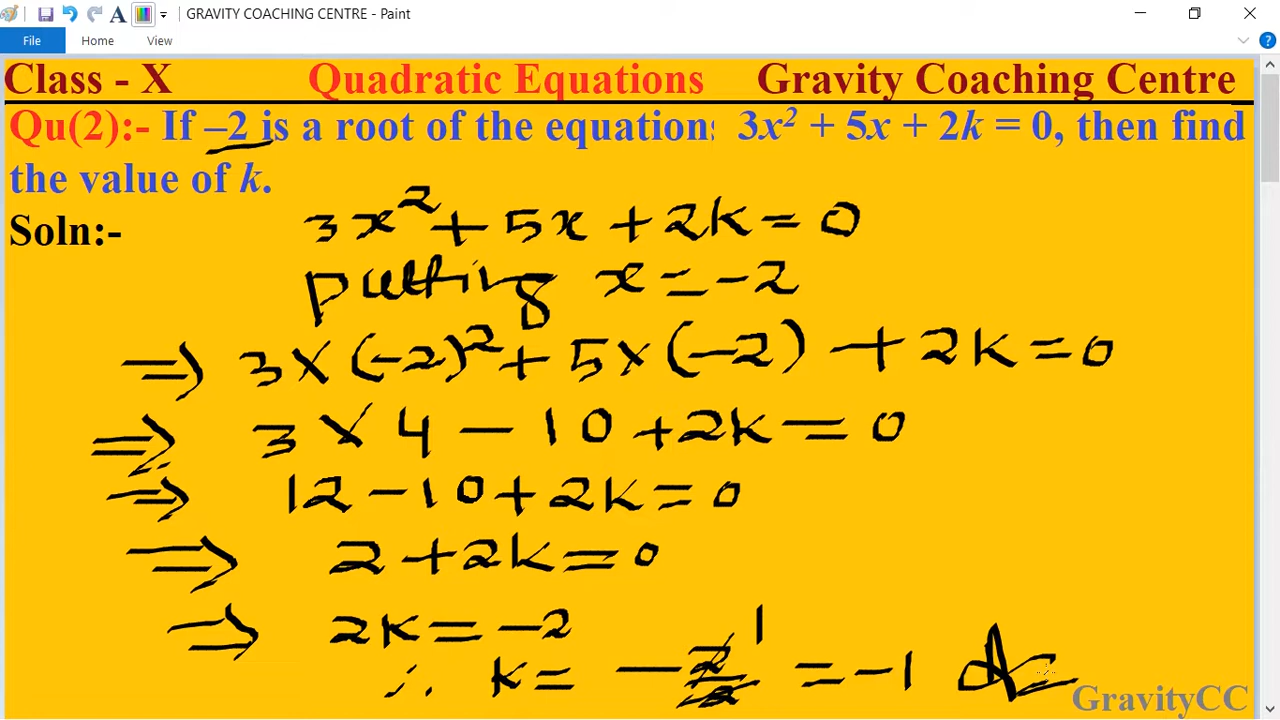 GRAVITY COACHING CENTRE - Paint
File Home View
Class - X Quadratic Equations Gravity Coaching Centre
Qu(2):- If –2 is a root of the equation: 3x² + 5x + 2k = 0, then find
the value of k.
Soln:- 3x² + 5x + 2k = 0
putting x = -2
=> 3 × (-2)² + 5 × (-2) + 2k = 0
=> 3 × 4 - 10 + 2k = 0
=> 12 - 10 + 2k = 0
=> 2 + 2k = 0
=> 2k = -2
∴ k = -2/2 1 = -1
GravityCC